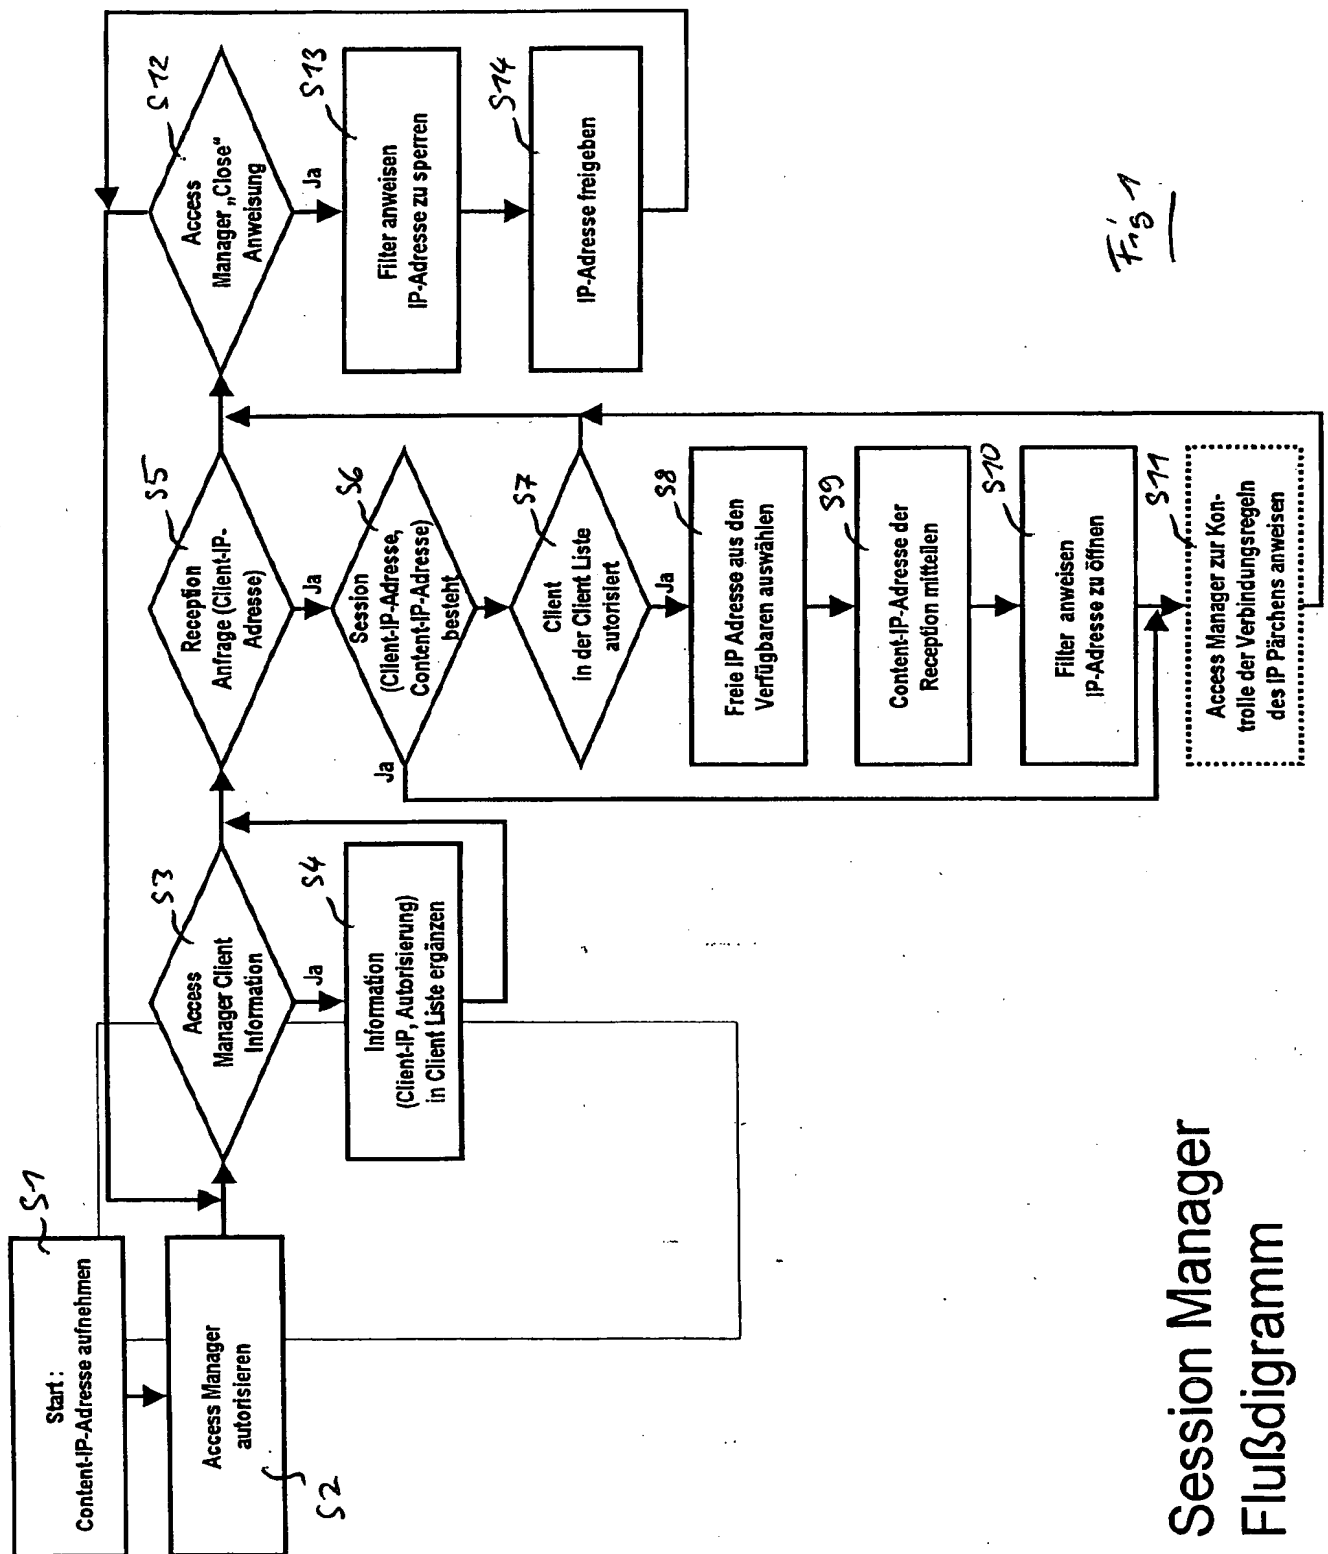 Start :
Content-IP-Adresse aufnehmen
S1
Access Manager
autorisieren
S2
Access
Manager Client
Information
S3
Ja
Information
(Client-IP, Autorisierung)
in Client Liste ergänzen
S4
Reception
Anfrage (Client-IP-
Adresse)
S5
Ja
Session
(Client-IP-Adresse,
Content-IP-Adresse)
besteht
S6
Ja
Client
in der Client Liste
autorisiert
S7
Ja
Freie IP Adresse aus den
Verfügbaren auswählen
S8
Content-IP-Adresse der
Reception mitteilen
S9
Filter anweisen
IP-Adresse zu öffnen
S10
Access Manager zur Kon-
trolle der Verbindungsregeln
des IP Pärchens anweisen
S11
Access
Manager „Close"
Anweisung
S12
Ja
Filter anweisen
IP-Adresse zu sperren
S13
IP-Adresse freigeben
S14
Fig 1
Session Manager
Flußdigramm